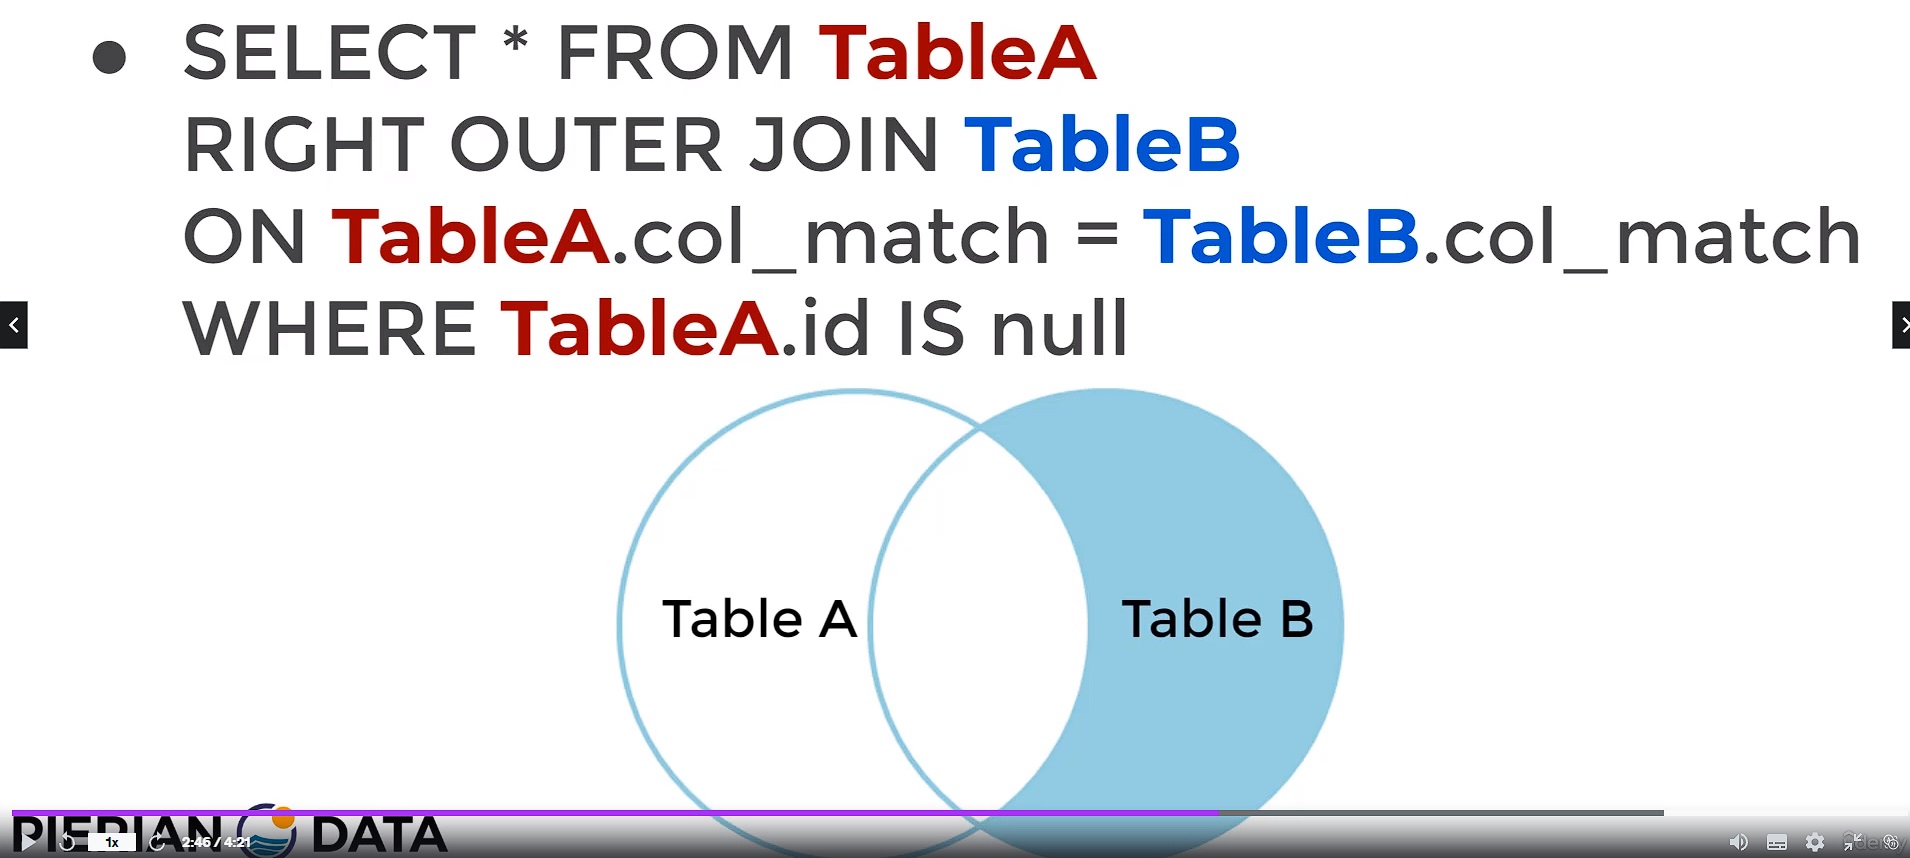 ● SELECT * FROM TableA
RIGHT OUTER JOIN TableB
ON TableA.col_match = TableB.col_match
WHERE TableA.id IS null
Table A
Table B
PIERIAN DATA
1x
2:46 / 4:21